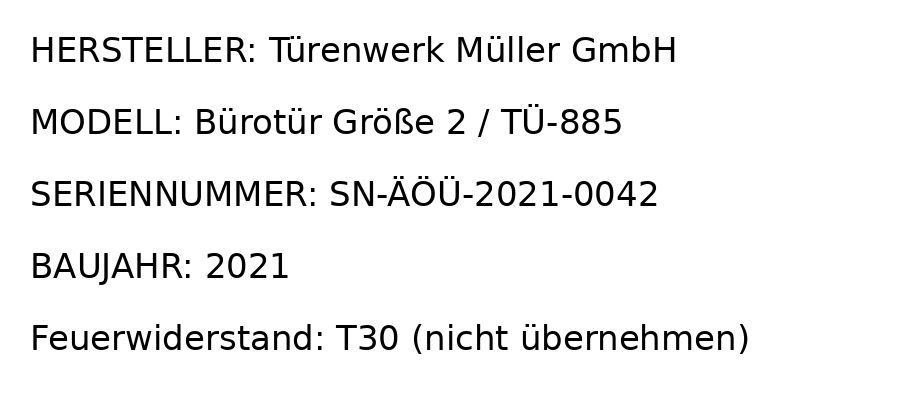 HERSTELLER: Türenwerk Müller GmbH
MODELL: Bürotür Größe 2 / TÜ-885
SERIENNUMMER: SN-ÄÖÜ-2021-0042
BAUJAHR: 2021
Feuerwiderstand: T30 (nicht übernehmen)